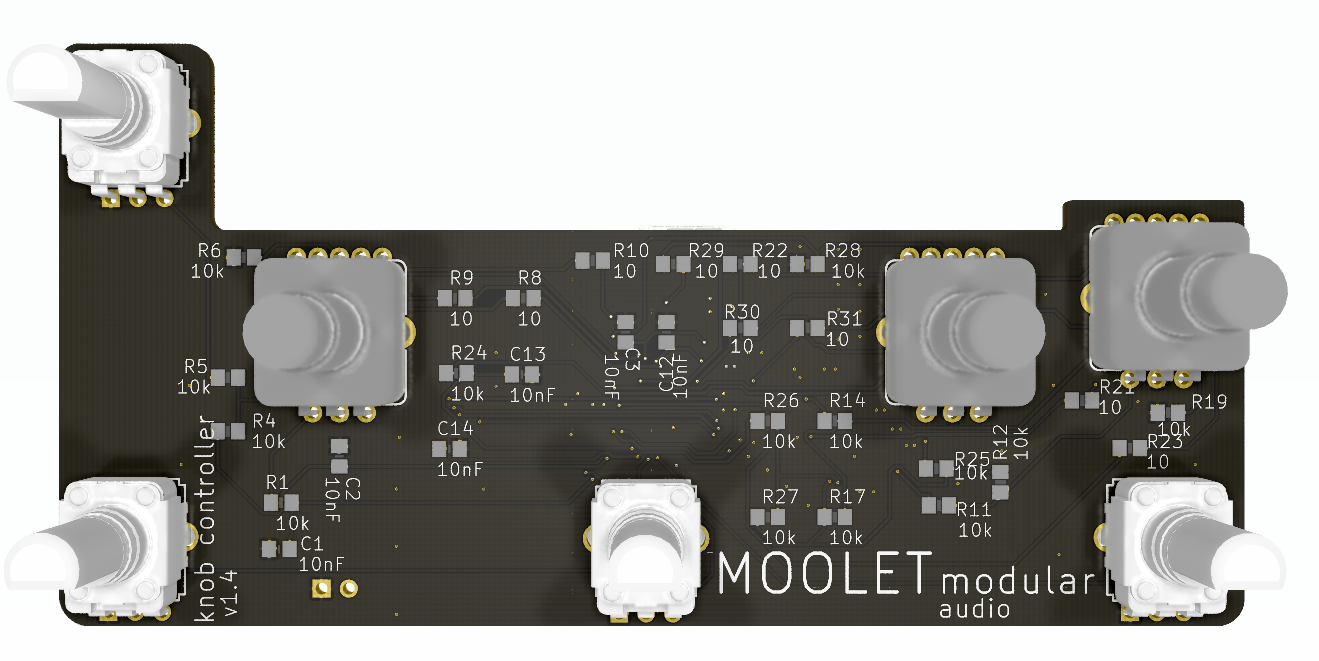 R6
10k
R10
10
R29
10
R22
10
R28
10k
R9
10
R8
10
R30
10
R31
10
C3
10nF
C12
10nF
R5
10k
R24
10k
C13
10nF
R21
10
R19
10k
R4
10k
C14
10nF
R26
10k
R14
10k
R12
10k
R23
10
R25
10k
R1
10k
C2
10nF
R27
10k
R17
10k
R11
10k
C1
10nF
knob controller
v1.4
MOOLET modular
audio